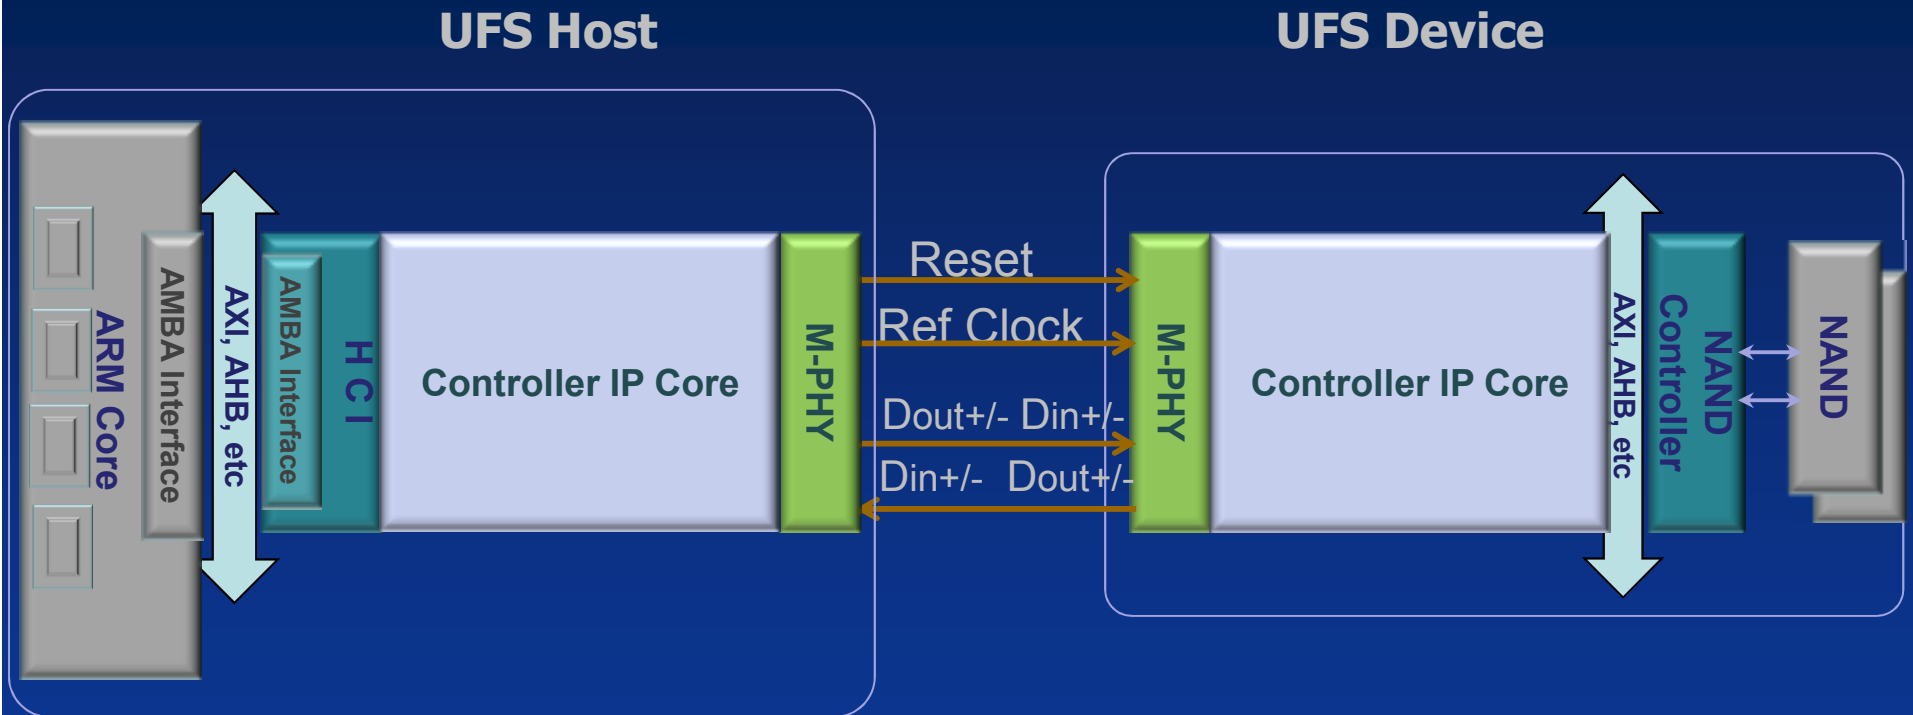 UFS Host
UFS Device
ARM Core
AMBA Interface
AXI, AHB, etc
AMBA Interface
H C I
Controller IP Core
M-PHY
Reset
Ref Clock
Dout+/- Din+/-
Din+/- Dout+/-
M-PHY
Controller IP Core
AXI, AHB, etc
NAND
Controller
NAND